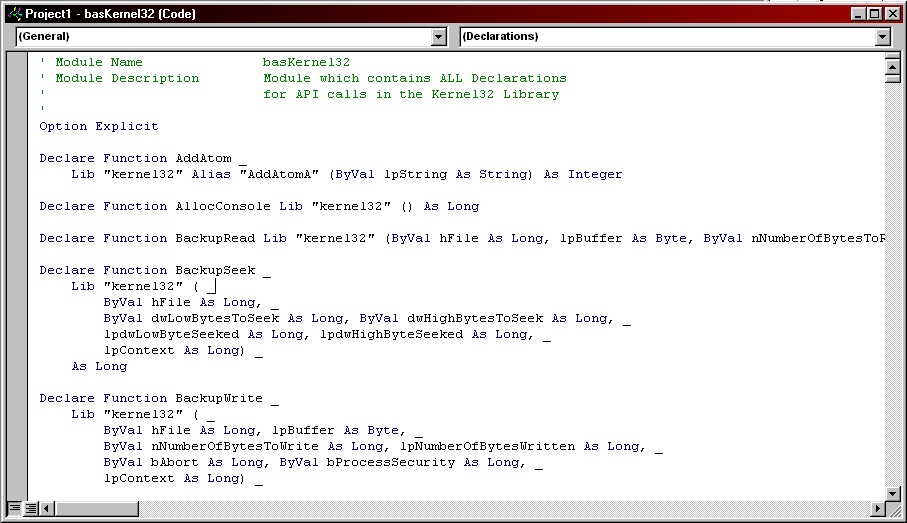 Project1 - basKernel32 (Code)
(General) (Declarations)
' Module Name basKernel32
' Module Description Module which contains ALL Declarations
' for API calls in the Kernel32 Library
'
Option Explicit
Declare Function AddAtom _
Lib "kernel32" Alias "AddAtomA" (ByVal lpString As String) As Integer
Declare Function AllocConsole Lib "kernel32" () As Long
Declare Function BackupRead Lib "kernel32" (ByVal hFile As Long, lpBuffer As Byte, ByVal nNumberOfBytesToR
Declare Function BackupSeek _
Lib "kernel32" ( _
ByVal hFile As Long, _
ByVal dwLowBytesToSeek As Long, ByVal dwHighBytesToSeek As Long, _
lpdwLowByteSeeked As Long, lpdwHighByteSeeked As Long, _
lpContext As Long) _
As Long
Declare Function BackupWrite _
Lib "kernel32" ( _
ByVal hFile As Long, lpBuffer As Byte, _
ByVal nNumberOfBytesToWrite As Long, lpNumberOfBytesWritten As Long, _
ByVal bAbort As Long, ByVal bProcessSecurity As Long, _
lpContext As Long) _